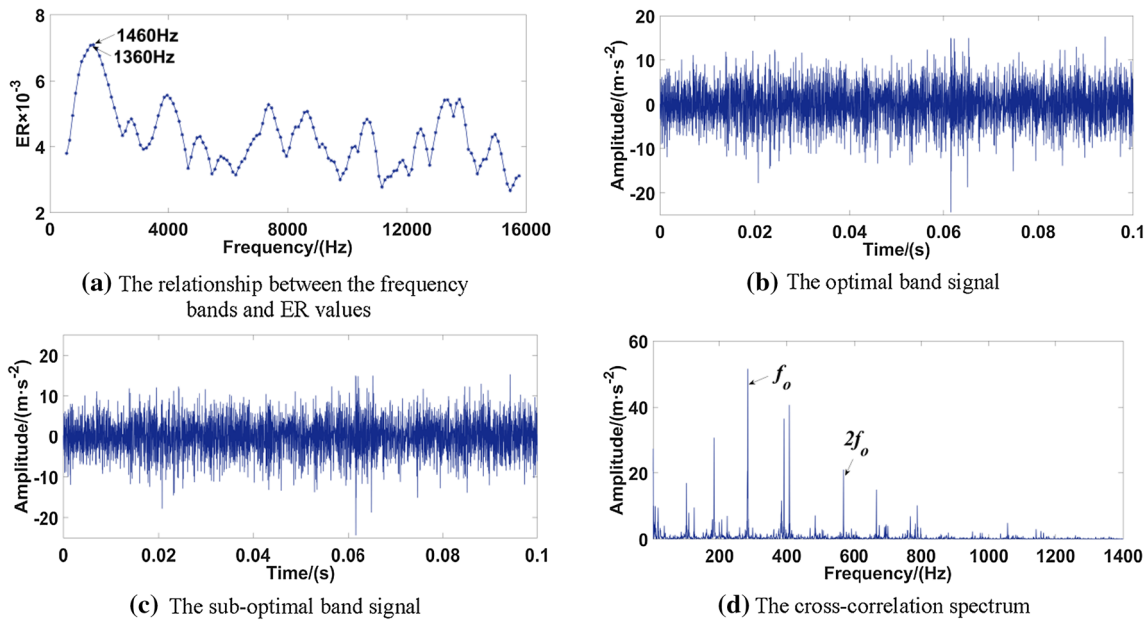 8
6
4
2
ER×10⁻³
1460Hz
1360Hz
0 4000 8000 12000 16000
Frequency/(Hz)
(a) The relationship between the frequency
bands and ER values
20
10
0
-10
-20
Amplitude/(m·s⁻²)
0 0.02 0.04 0.06 0.08 0.1
Time/(s)
(b) The optimal band signal
20
10
0
-10
-20
Amplitude/(m·s⁻²)
0 0.02 0.04 0.06 0.08 0.1
Time/(s)
(c) The sub-optimal band signal
60
40
20
0
Amplitude/(m·s⁻²)
fo
2fo
200 400 600 800 1000 1200 1400
Frequency/(Hz)
(d) The cross-correlation spectrum